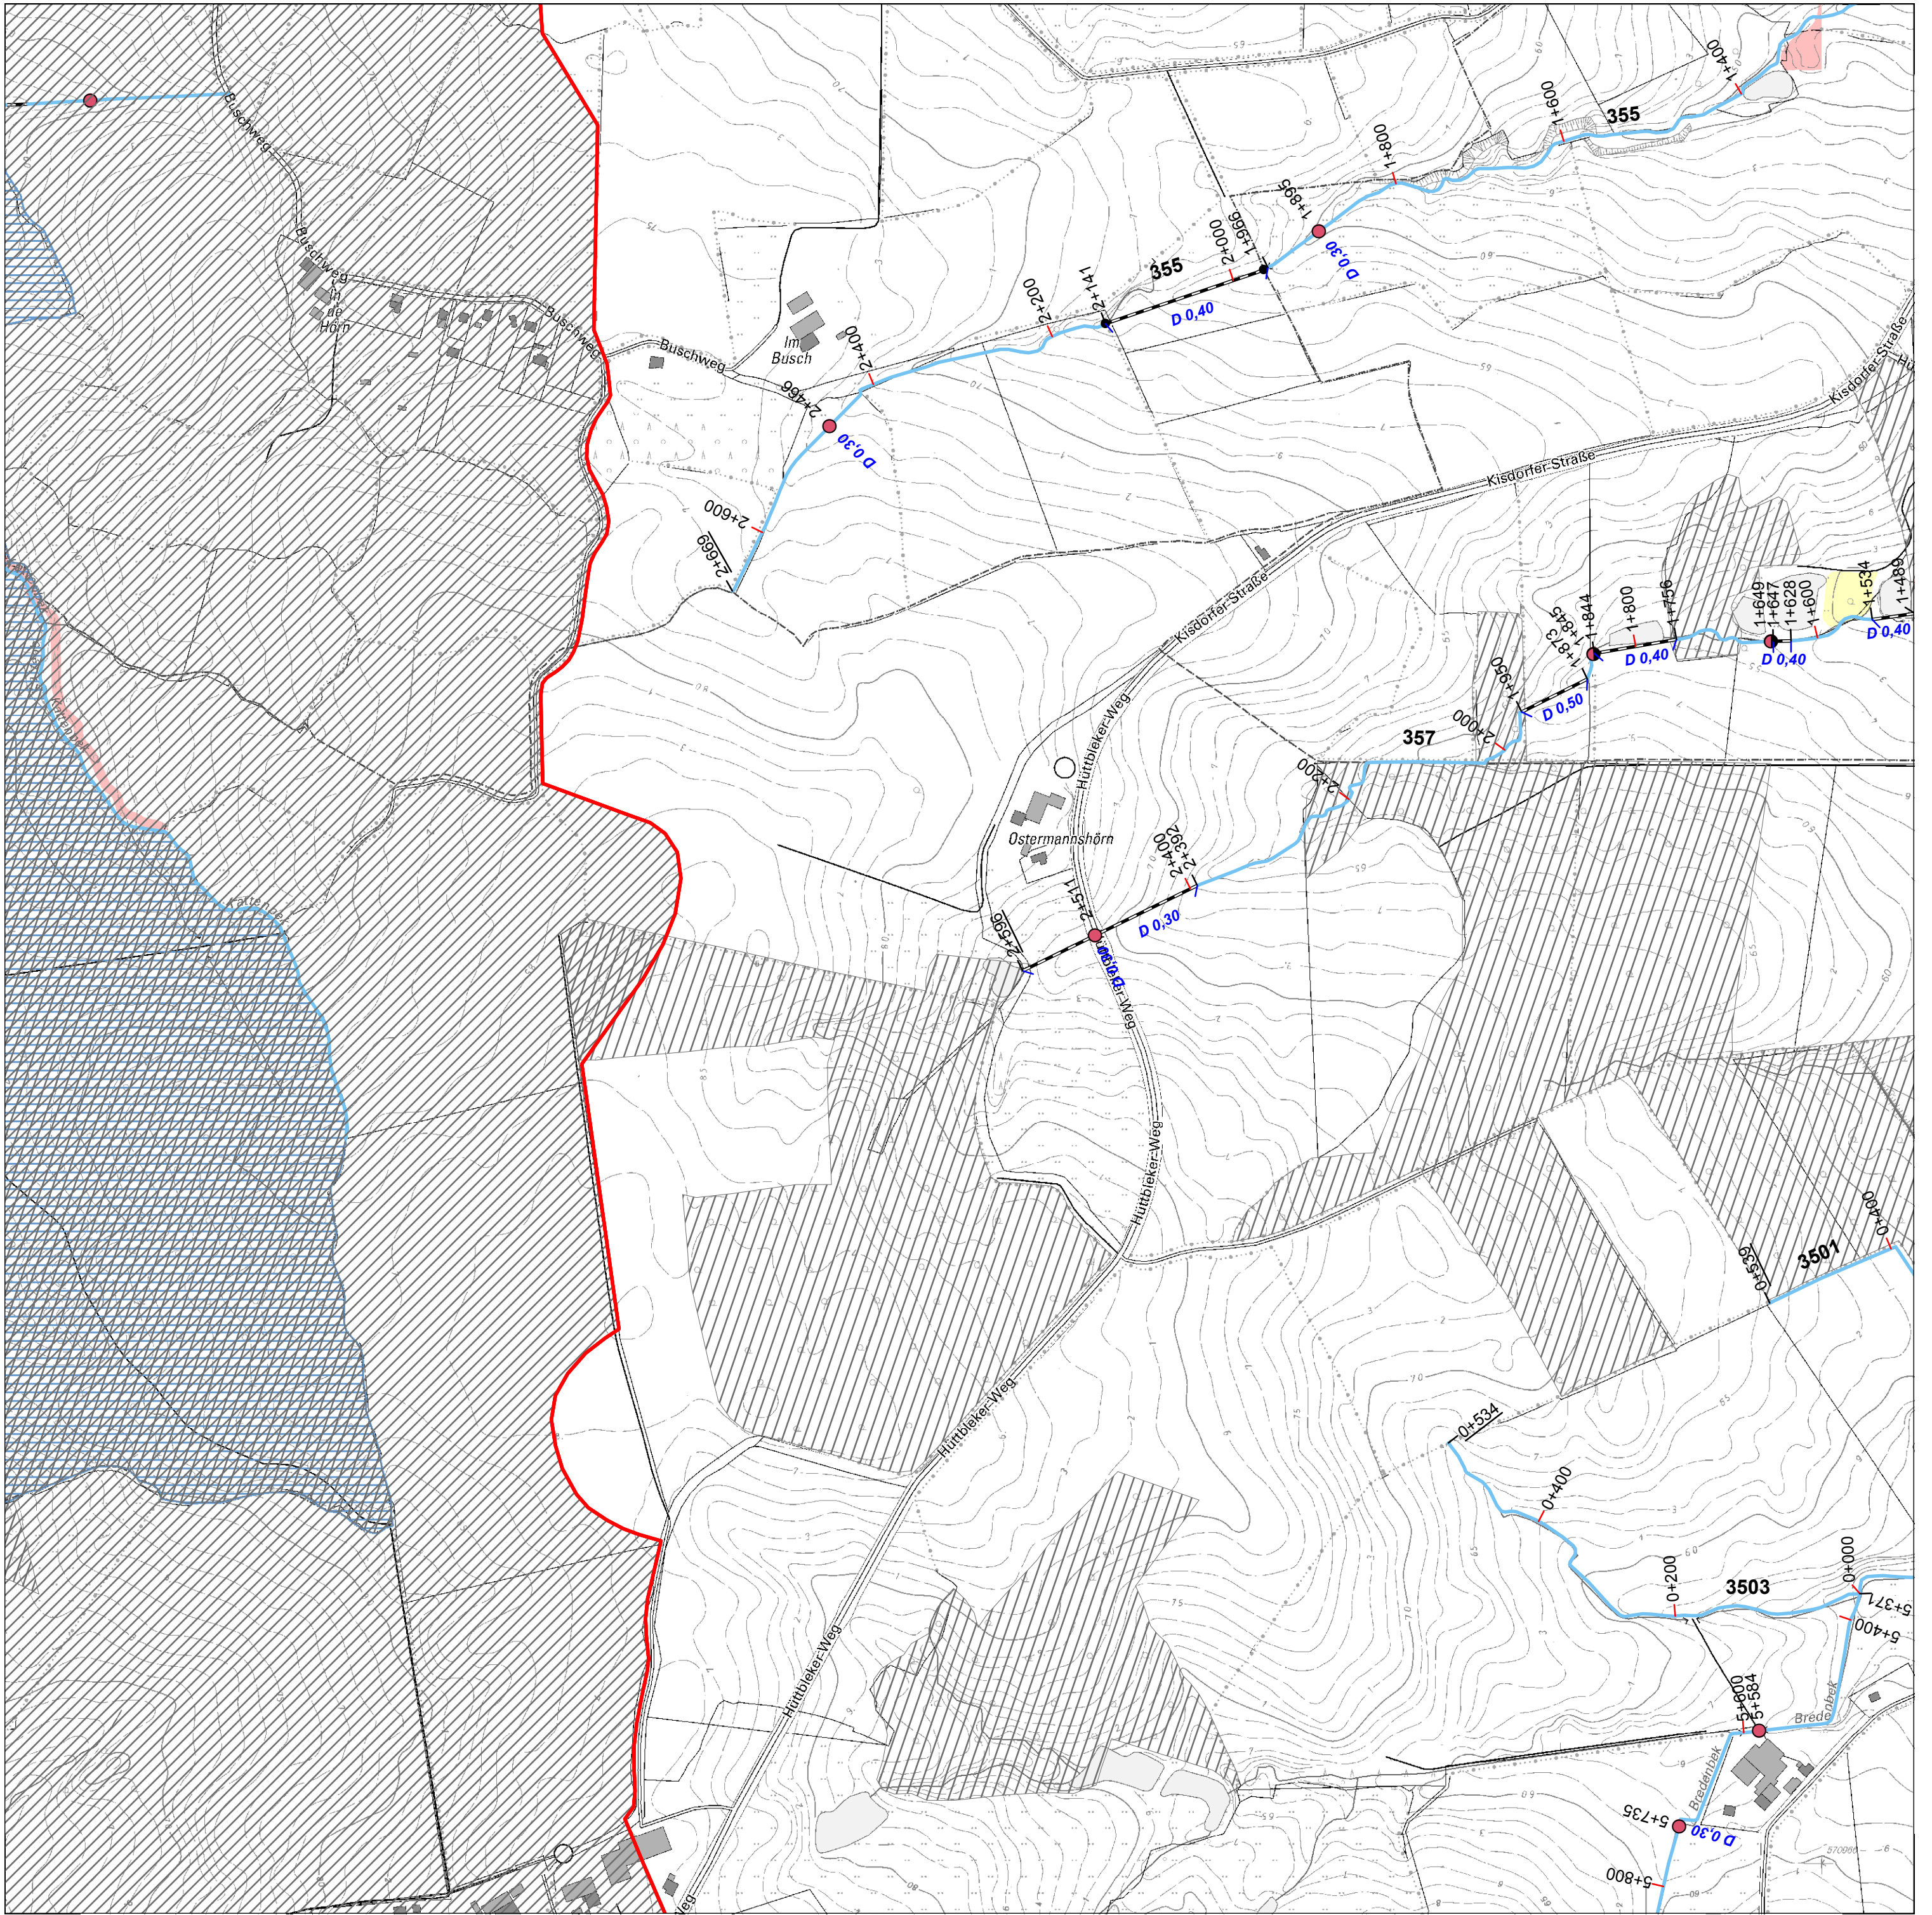 Buschweg
Buschweg
In
de
Hörn
Buschweg
Buschweg
Im
Busch
1+400
355
1+600
1+800
1+895
D 0,30
1+966
2+000
355
D 0,40
2+141
2+200
2+400
2+466
D 0,30
2+600
2+669
Kisdorfer-Straße
Kisdorfer-Straße
Kisdorfer-Straße
1+489
1+534
D 0,40
1+600
1+628
1+647
1+649
D 0,40
1+756
1+800
D 0,40
1+844
1+845
1+873
D 0,50
1+950
2+000
357
2+200
2+392
2+400
D 0,30
2+511
2+596
Hüttbleker-Weg
Ostermannshörn
Kattenbek
Hüttbleker-Weg
Hüttbleker-Weg
Hüttbleker-Weg
Weg
0+400
3501
0+539
0+534
0+400
0+200
3503
0+000
5+371
5+400
5+600
5+584
Bredenbek
Bredenbek
5+735
D 0,30
5+800